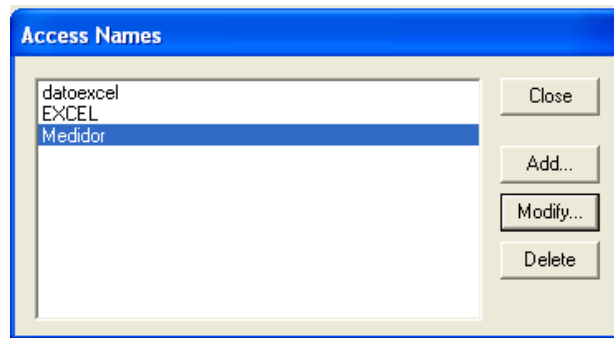 Access Names
datoexcel
EXCEL
Medidor
Close
Add...
Modify...
Delete